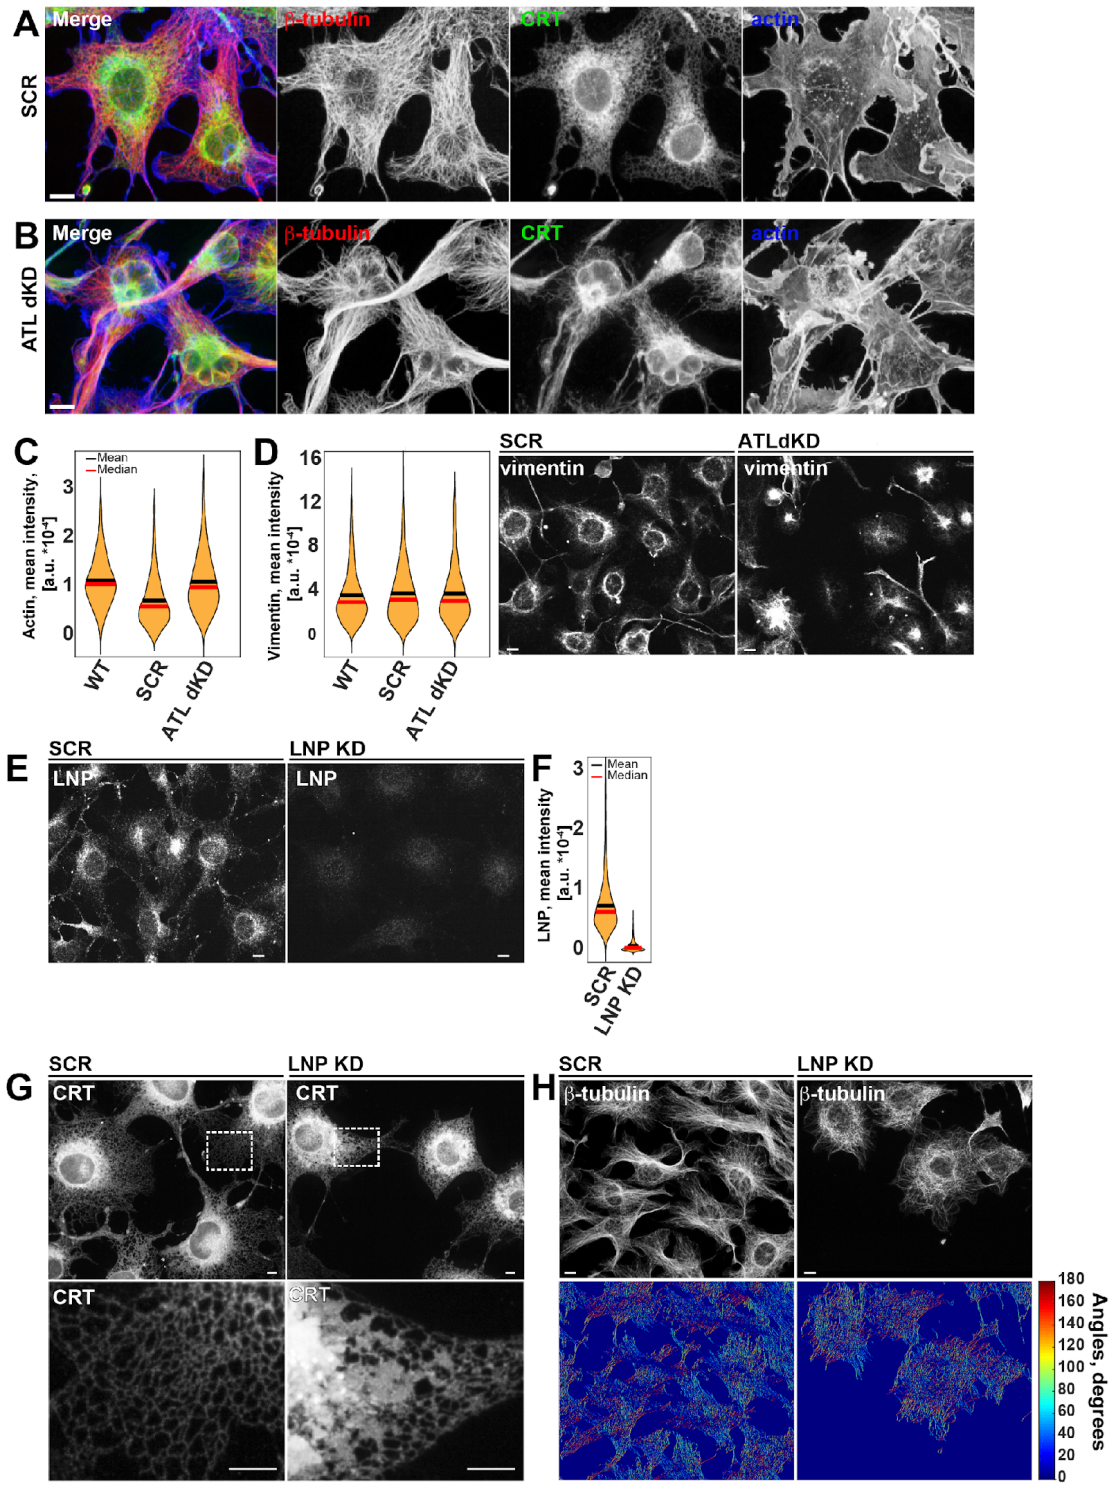 A
SCR
Merge
β-tubulin
CRT
actin
B
ATL dKD
Merge
β-tubulin
CRT
actin
C
Actin, mean intensity,
[a.u. *10⁻⁴]
3
2
1
0
Mean
Median
WT
SCR
ATL dKD
D
Vimentin, mean intensity
[a.u. *10⁻⁴]
16
12
8
4
0
WT
SCR
ATL dKD
SCR
vimentin
ATLdKD
vimentin
E
SCR
LNP
LNP KD
LNP
F
LNP, mean intensity
[a.u. *10⁻⁴]
3
2
1
0
Mean
Median
SCR
LNP KD
G
SCR
CRT
LNP KD
CRT
CRT
CRT
H
SCR
β-tubulin
LNP KD
β-tubulin
180
160
140
120
100
80
60
40
20
0
Angles, degrees